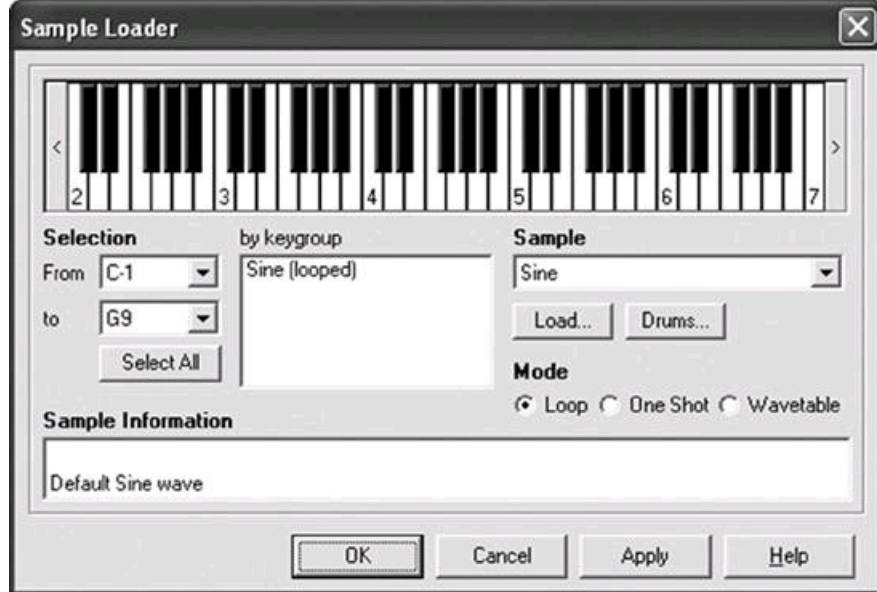 Sample Loader
< >
2 3 4 5 6 7
Selection by keygroup Sample
From C-1 Sine (looped) Sine
to G9 Load... Drums...
Select All
Mode
Loop One Shot Wavetable
Sample Information
Default Sine wave
OK Cancel Apply Help